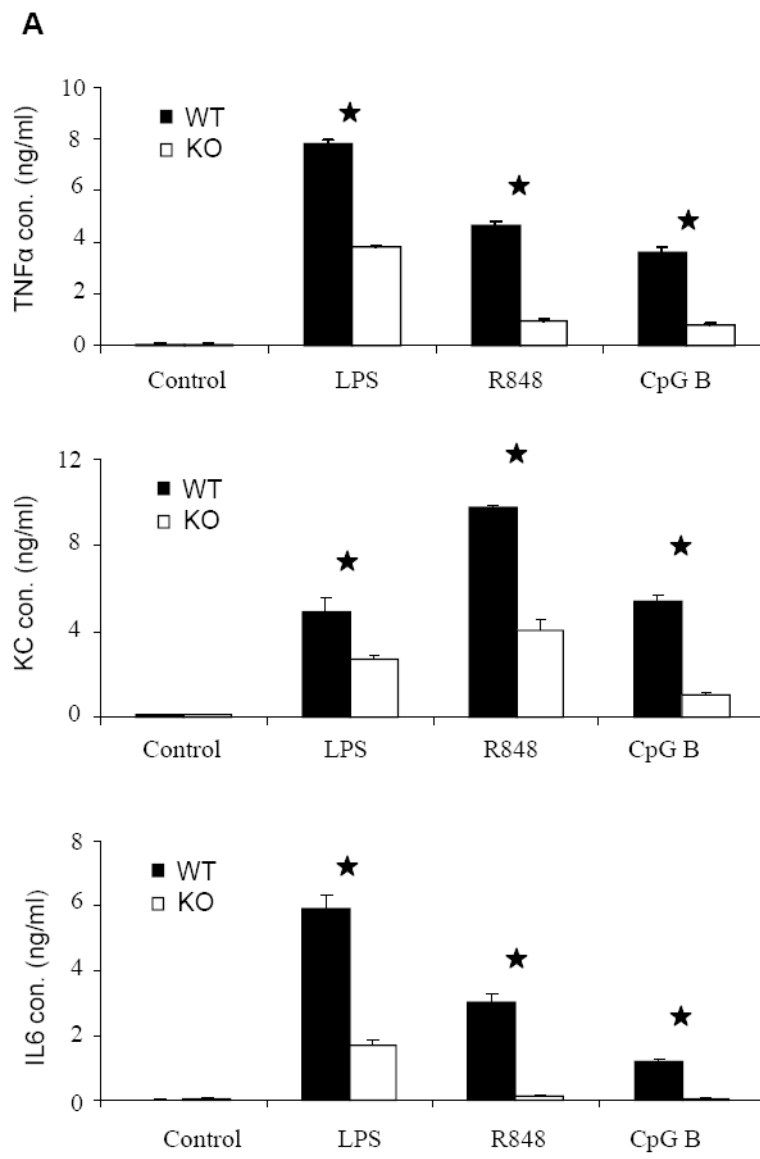 A
TNFα con. (ng/ml)
10
8
6
4
2
0
WT
KO
★
★
★
Control LPS R848 CpG B
KC con. (ng/ml)
12
8
4
0
WT
KO
★
★
★
Control LPS R848 CpG B
IL6 con. (ng/ml)
8
6
4
2
0
WT
KO
★
★
★
Control LPS R848 CpG B